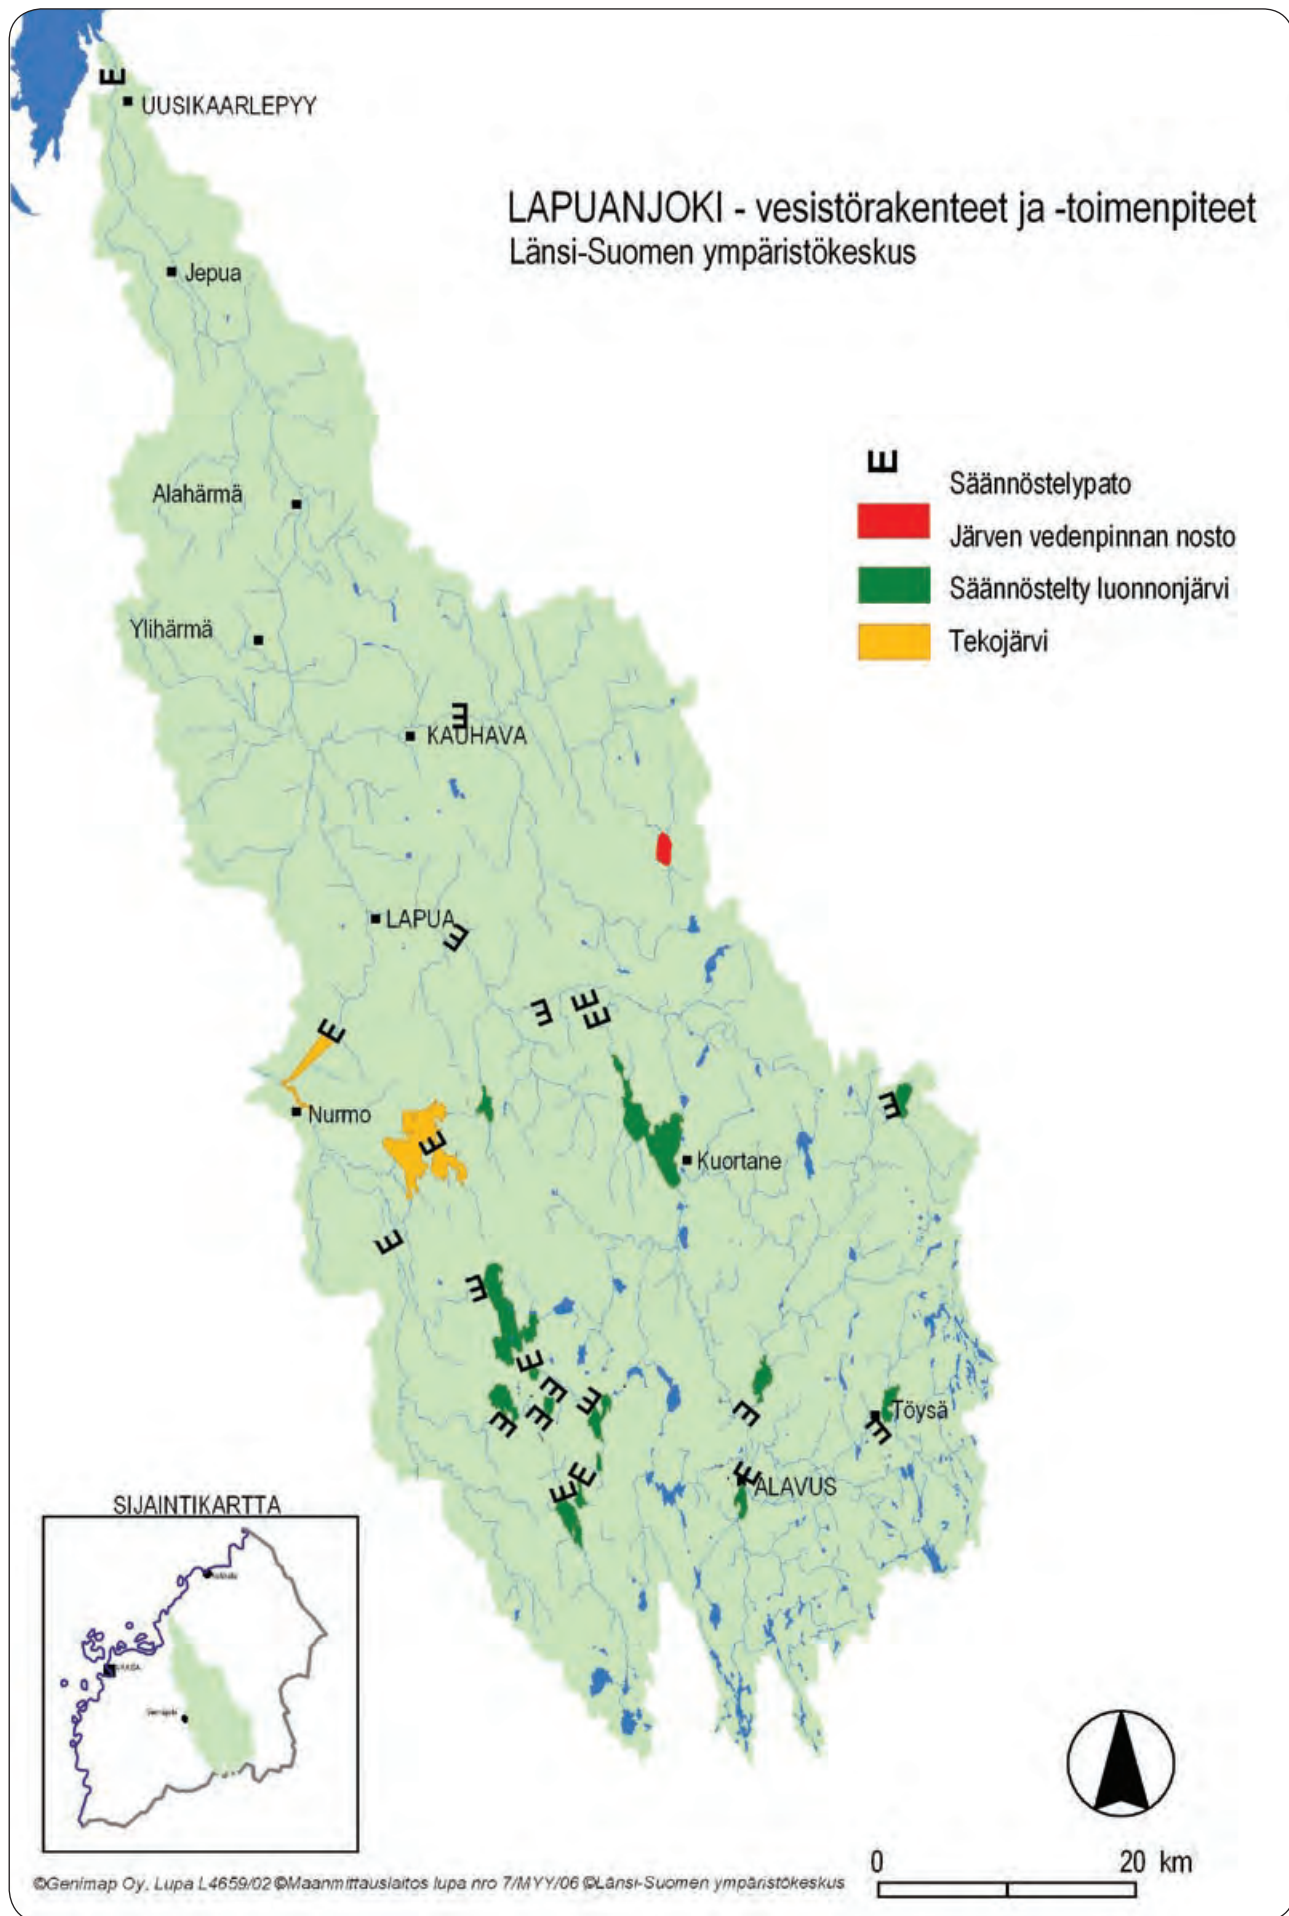 UUSIKAARLEPYY
LAPUANJOKI - vesistörakenteet ja -toimenpiteet
Länsi-Suomen ympäristökeskus
Jepua
Säännöstelypato
Järven vedenpinnan nosto
Säännöstelty luonnonjärvi
Tekojärvi
Alahärmä
Ylihärmä
KAUHAVA
LAPUA
Nurmo
Kuortane
Töysä
ALAVUS
SIJAINTIKARTTA
0 20 km
©Genimap Oy, Lupa L4659/02 ©Maanmittauslaitos lupa nro 7/MYY/06 ©Länsi-Suomen ympäristökeskus